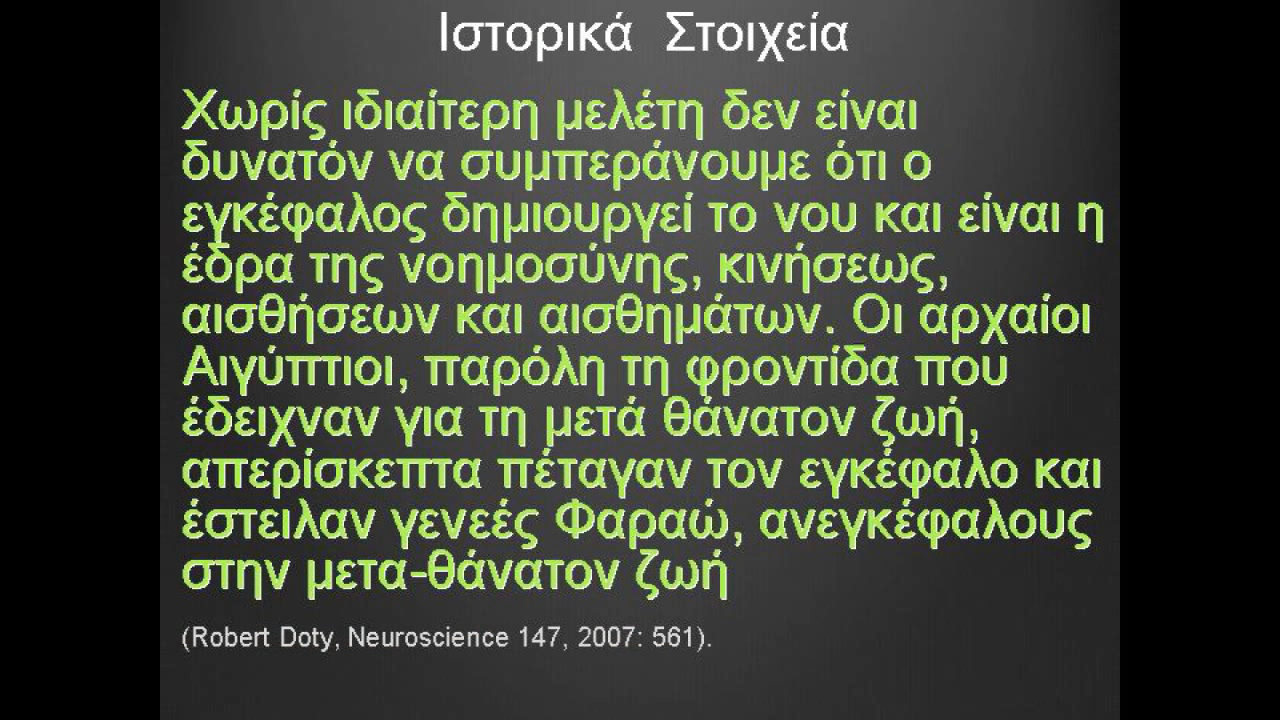 Ιστορικά Στοιχεία
Χωρίς ιδιαίτερη μελέτη δεν είναι
δυνατόν να συμπεράνουμε ότι ο
εγκέφαλος δημιουργεί το νου και είναι η
έδρα της νοημοσύνης, κινήσεως,
αισθήσεων και αισθημάτων. Οι αρχαίοι
Αιγύπτιοι, παρόλη τη φροντίδα που
έδειχναν για τη μετά θάνατον ζωή,
απερίσκεπτα πέταγαν τον εγκέφαλο και
έστειλαν γενεές Φαραώ, ανεγκέφαλους
στην μετα-θάνατον ζωή
(Robert Doty, Neuroscience 147, 2007: 561).